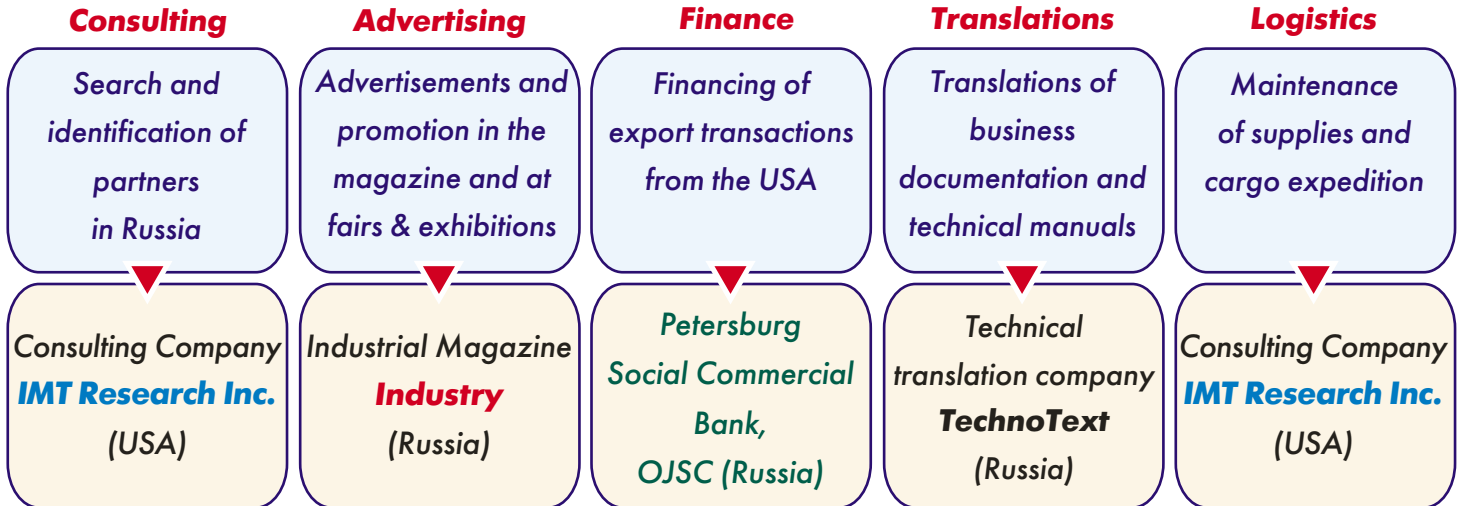 Consulting
Search and
identification of
partners
in Russia
Consulting Company
IMT Research Inc.
(USA)
Advertising
Advertisements and
promotion in the
magazine and at
fairs & exhibitions
Industrial Magazine
Industry
(Russia)
Finance
Financing of
export transactions
from the USA
Petersburg
Social Commercial
Bank,
OJSC (Russia)
Translations
Translations of
business
documentation and
technical manuals
Technical
translation company
TechnoText
(Russia)
Logistics
Maintenance
of supplies and
cargo expedition
Consulting Company
IMT Research Inc.
(USA)